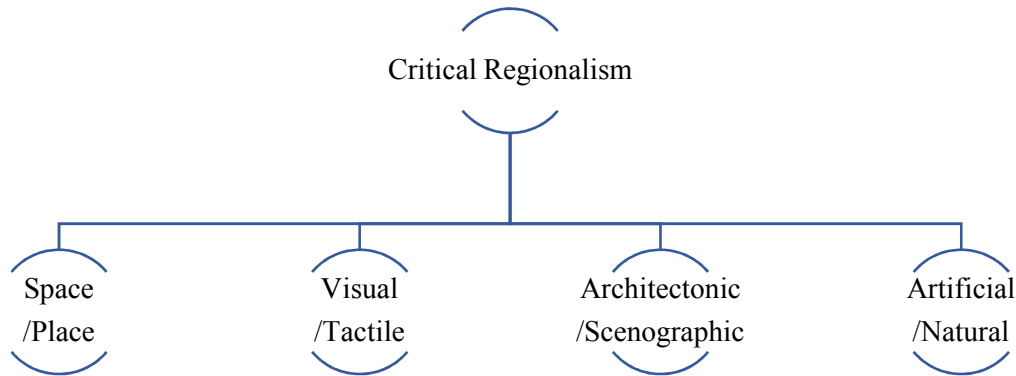 Critical Regionalism
Space
/Place
Visual
/Tactile
Architectonic
/Scenographic
Artificial
/Natural